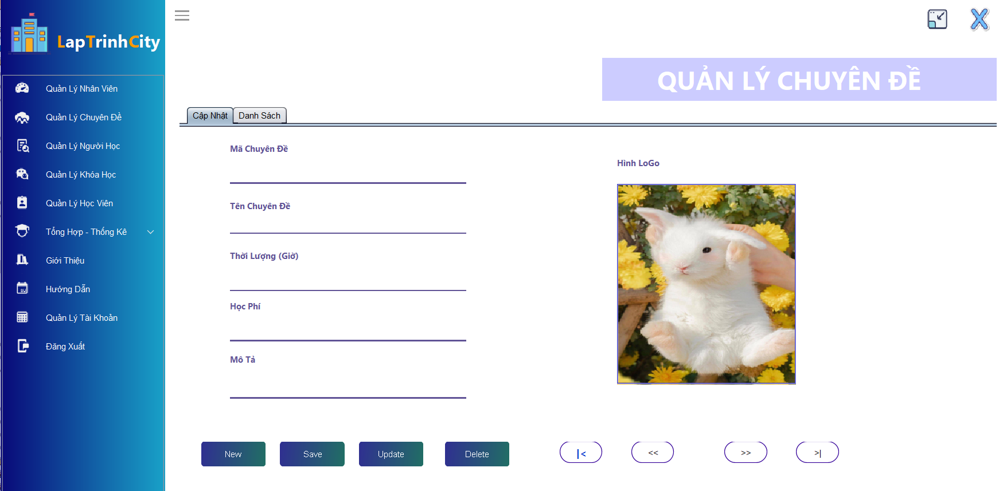 LapTrinhCity
Quản Lý Nhân Viên
Quản Lý Chuyên Đề
Quản Lý Người Học
Quản Lý Khóa Học
Quản Lý Học Viên
Tổng Hợp - Thống Kê
Giới Thiệu
Hướng Dẫn
Quản Lý Tài Khoản
Đăng Xuất
QUẢN LÝ CHUYÊN ĐỀ
Cập Nhật Danh Sách
Mã Chuyên Đề
Tên Chuyên Đề
Thời Lượng (Giờ)
Học Phí
Mô Tả
Hình LoGo
New Save Update Delete |< << >> >|